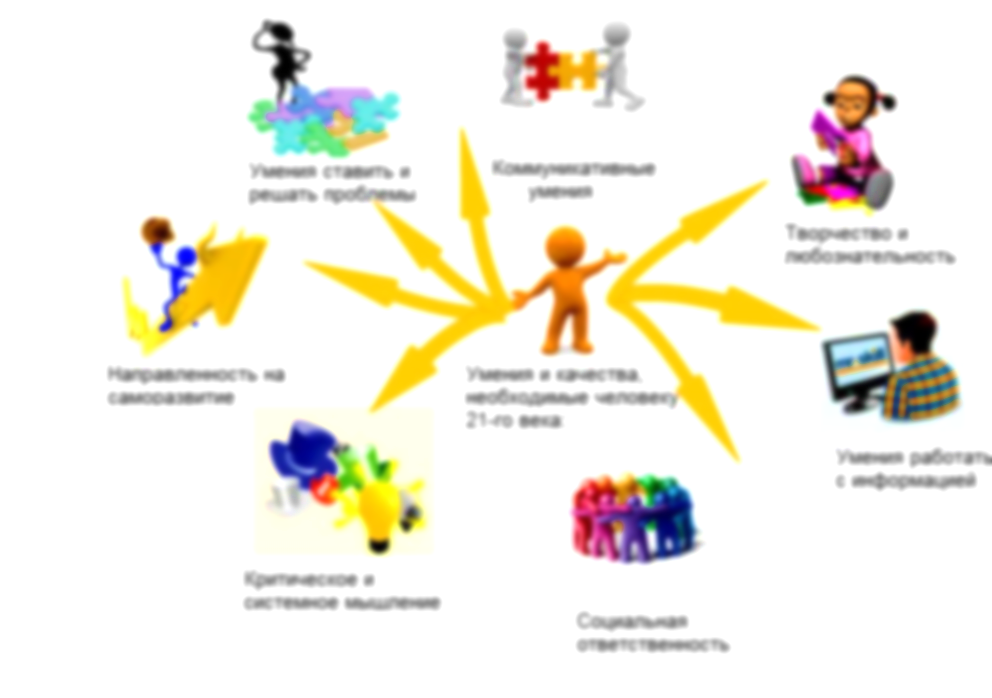 Умения ставить и
решать проблемы
Коммуникативные
умения
Творчество и
любознательность
Направленность на
саморазвитие
Умения и качества,
необходимые человеку
21-го века:
Умения работать
с информацией
Критическое и
системное мышление
Социальная
ответственность